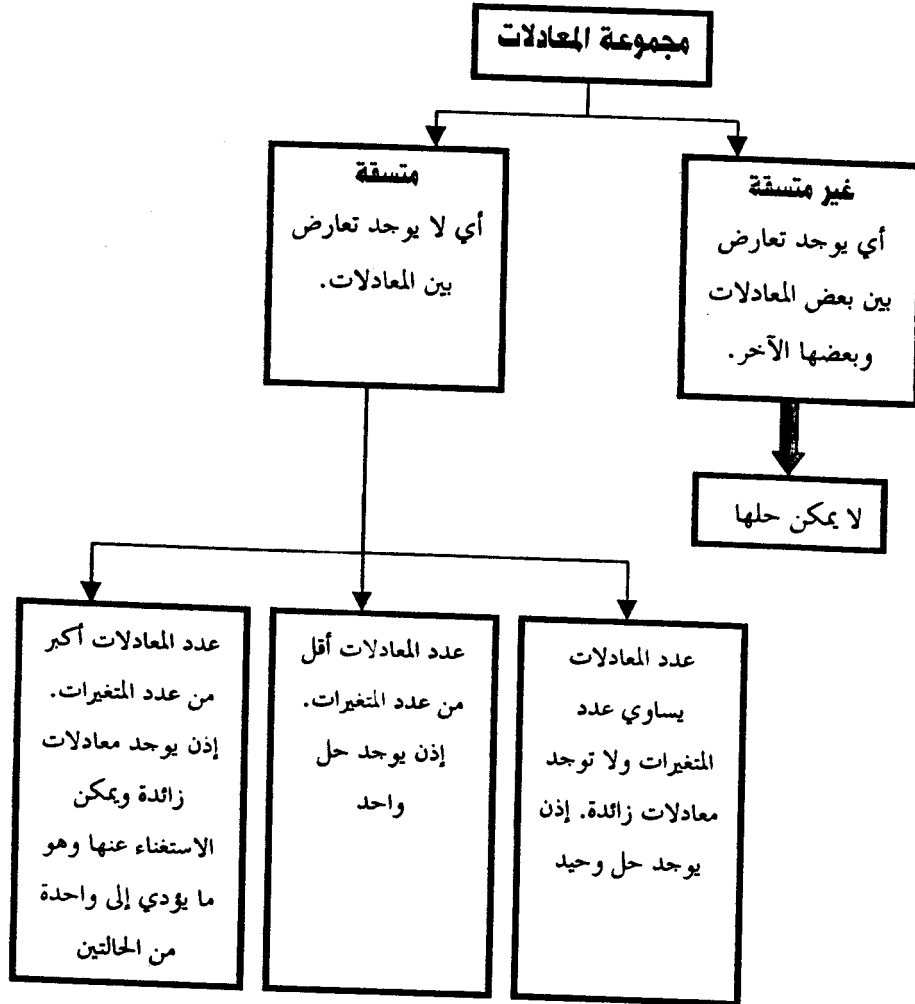 مجموعة المعادلات
غير متسقة
أي يوجد تعارض
بين بعض المعادلات
وبعضها الآخر.
لا يمكن حلها
متسقة
أي لا يوجد تعارض
بين المعادلات.
عدد المعادلات
يساوي عدد
المتغيرات ولا توجد
معادلات زائدة. إذن
يوجد حل وحيد
عدد المعادلات أقل
من عدد المتغيرات.
إذن يوجد حل
واحد
عدد المعادلات أكبر
من عدد المتغيرات.
إذن يوجد معادلات
زائدة ويمكن
الاستغناء عنها وهو
ما يؤدي إلى واحدة
من الحالتين